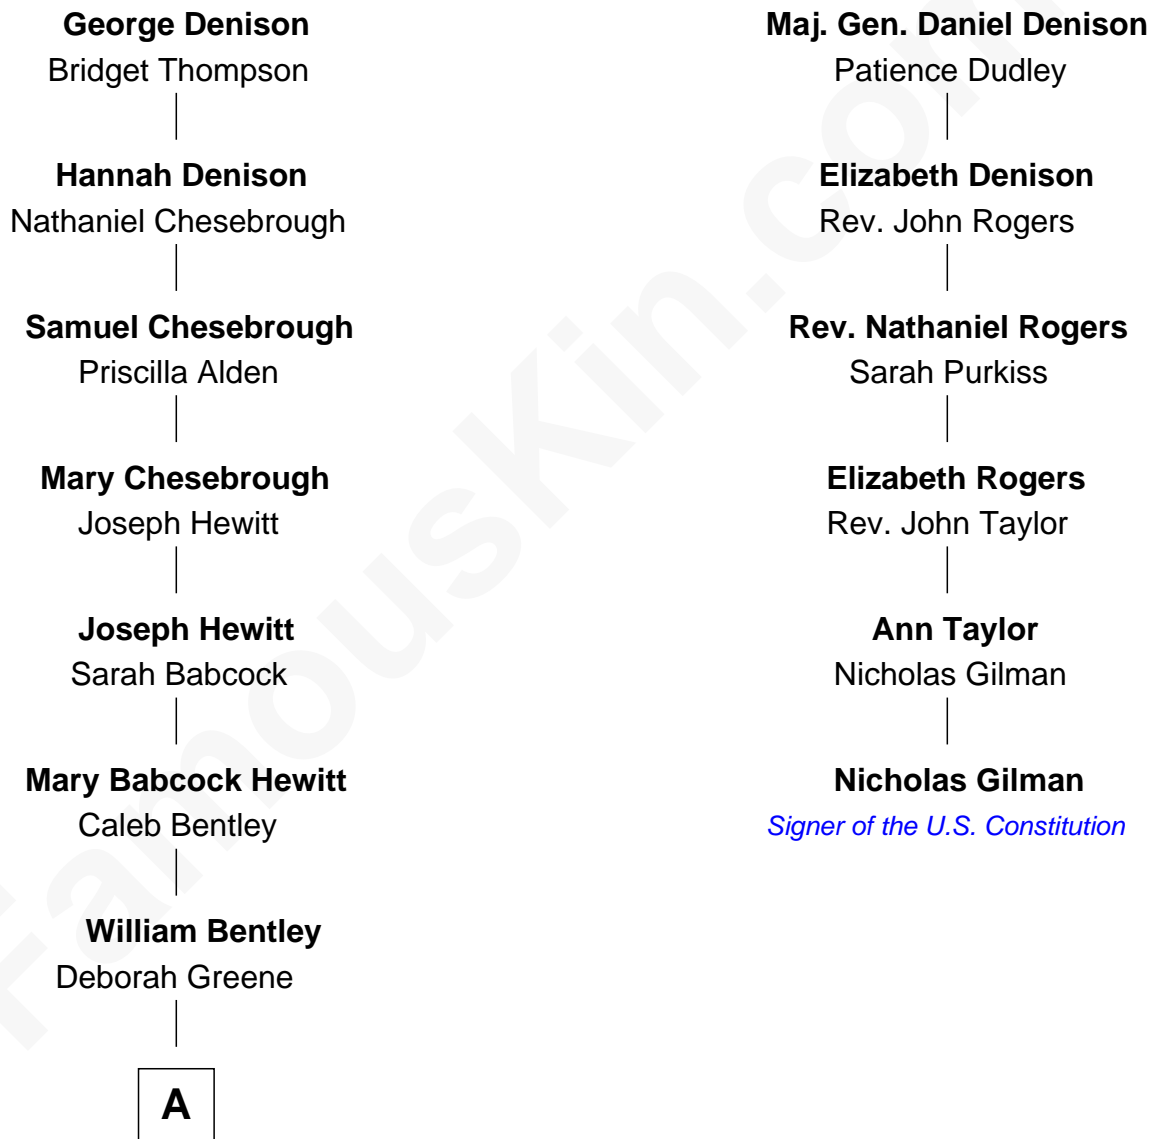 George Denison
Bridget Thompson
Hannah Denison
Nathaniel Chesebrough
Samuel Chesebrough
Priscilla Alden
Mary Chesebrough
Joseph Hewitt
Joseph Hewitt
Sarah Babcock
Mary Babcock Hewitt
Caleb Bentley
William Bentley
Deborah Greene
A
Maj. Gen. Daniel Denison
Patience Dudley
Elizabeth Denison
Rev. John Rogers
Rev. Nathaniel Rogers
Sarah Purkiss
Elizabeth Rogers
Rev. John Taylor
Ann Taylor
Nicholas Gilman
Nicholas Gilman
Signer of the U.S. Constitution
FamousKin.com